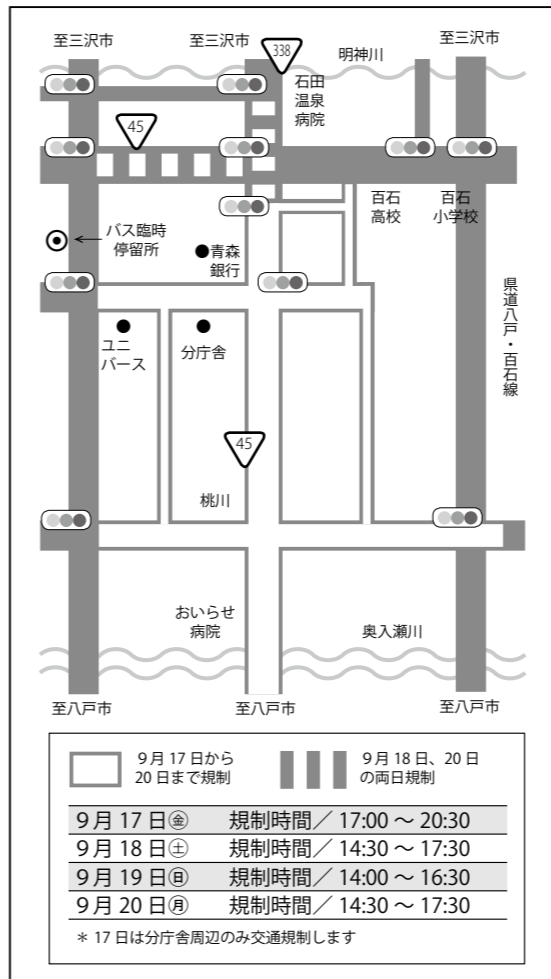 至三沢市
至三沢市
338
明神川
至三沢市
石田
温泉
病院
45
百石
高校
百石
小学校
バス臨時
停留所
青森
銀行
県道八戸・百石線
ユニ
バース
分庁舎
45
桃川
おいらせ
病院
奥入瀬川
至八戸市
至八戸市
至八戸市
9月17日から
20日まで規制
9月18日、20日
の両日規制
9月17日㊎ 規制時間／17:00～20:30
9月18日㊏ 規制時間／14:30～17:30
9月19日㊐ 規制時間／14:00～16:30
9月20日㊊ 規制時間／14:30～17:30
＊17日は分庁舎周辺のみ交通規制します